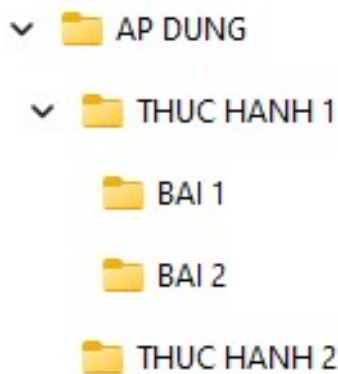 AP DUNG
THUC HANH 1
BAI 1
BAI 2
THUC HANH 2